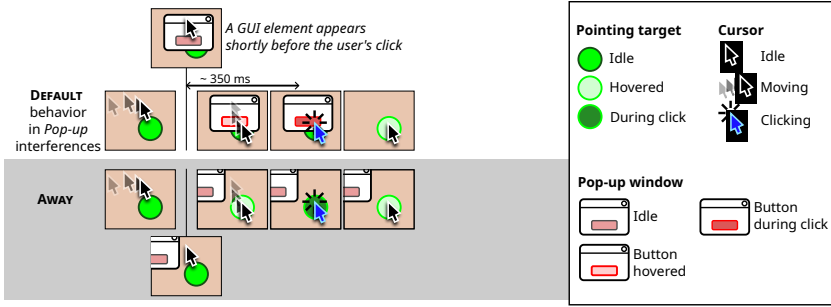 A GUI element appears
shortly before the user's click
~ 350 ms
DEFAULT
behavior
in Pop-up
interferences
AWAY
Pointing target
Idle
Hovered
During click
Cursor
Idle
Moving
Clicking
Pop-up window
Idle
Button
during click
Button
hovered